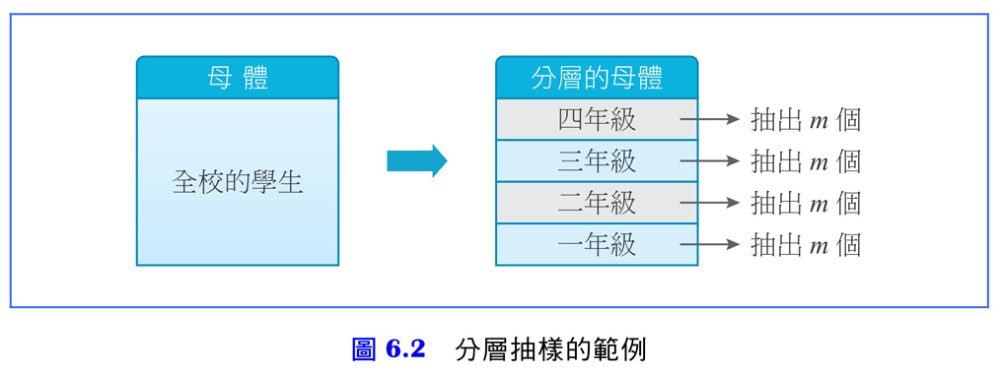 母體
分層的母體
全校的學生
四年級
抽出 m 個
三年級
抽出 m 個
二年級
抽出 m 個
一年級
抽出 m 個
圖 6.2 分層抽樣的範例